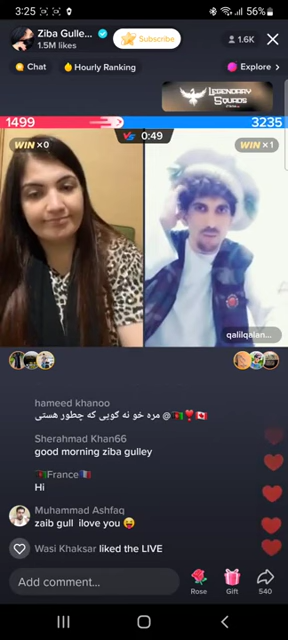 3:25
56%
Ziba Gulle...
1.5M likes
Subscribe
1.6K
Chat
Hourly Ranking
Explore >
LEGENDARY
SQUADS
1499
3235
WIN ×0
VS 0:49
WIN ×1
qalilqaian...
hameed khanoo
@ مره خو نه کویی که چطور هستی
Sherahmad Khan66
good morning ziba gulley
France
Hi
Muhammad Ashfaq
zaib gull ilove you
Wasi Khaksar liked the LIVE
Add comment...
Rose
Gift
540